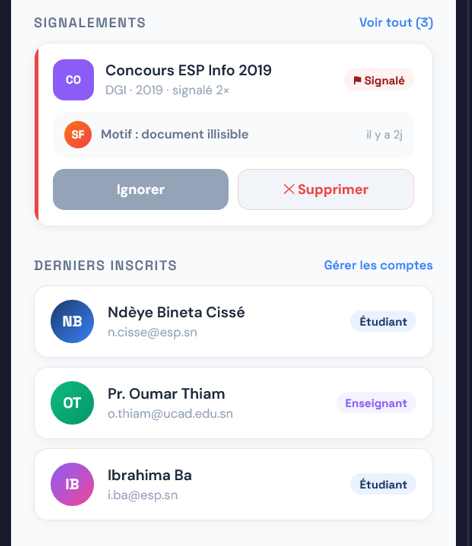 SIGNALEMENTS
Voir tout (3)
CO
Concours ESP Info 2019
DGI · 2019 · signalé 2×
Signalé
SF
Motif : document illisible
il y a 2j
Ignorer
Supprimer
DERNIERS INSCRITS
Gérer les comptes
NB
Ndèye Bineta Cissé
n.cisse@esp.sn
Étudiant
OT
Pr. Oumar Thiam
o.thiam@ucad.edu.sn
Enseignant
IB
Ibrahima Ba
i.ba@esp.sn
Étudiant